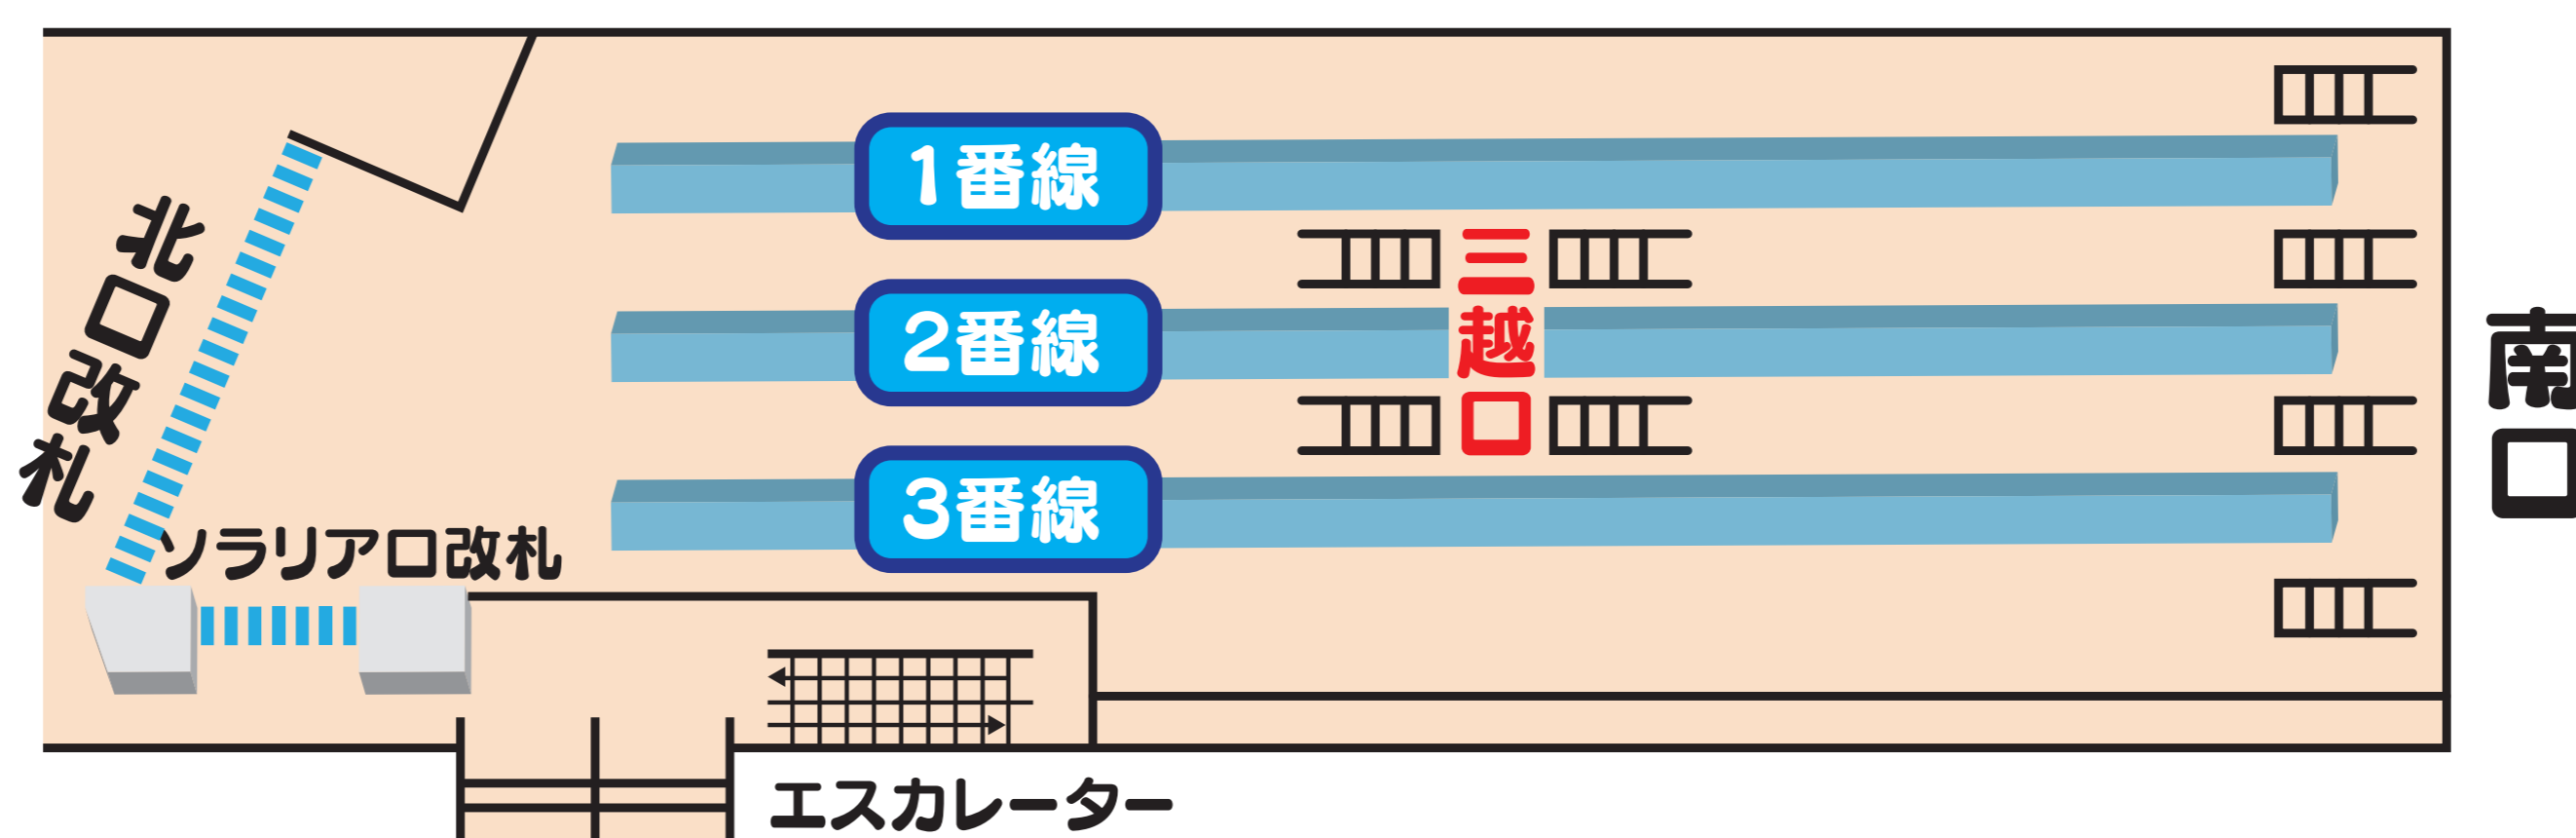 1番線
2番線
3番線
三越口
北口改札
ソラリア口改札
南口
エスカレーター